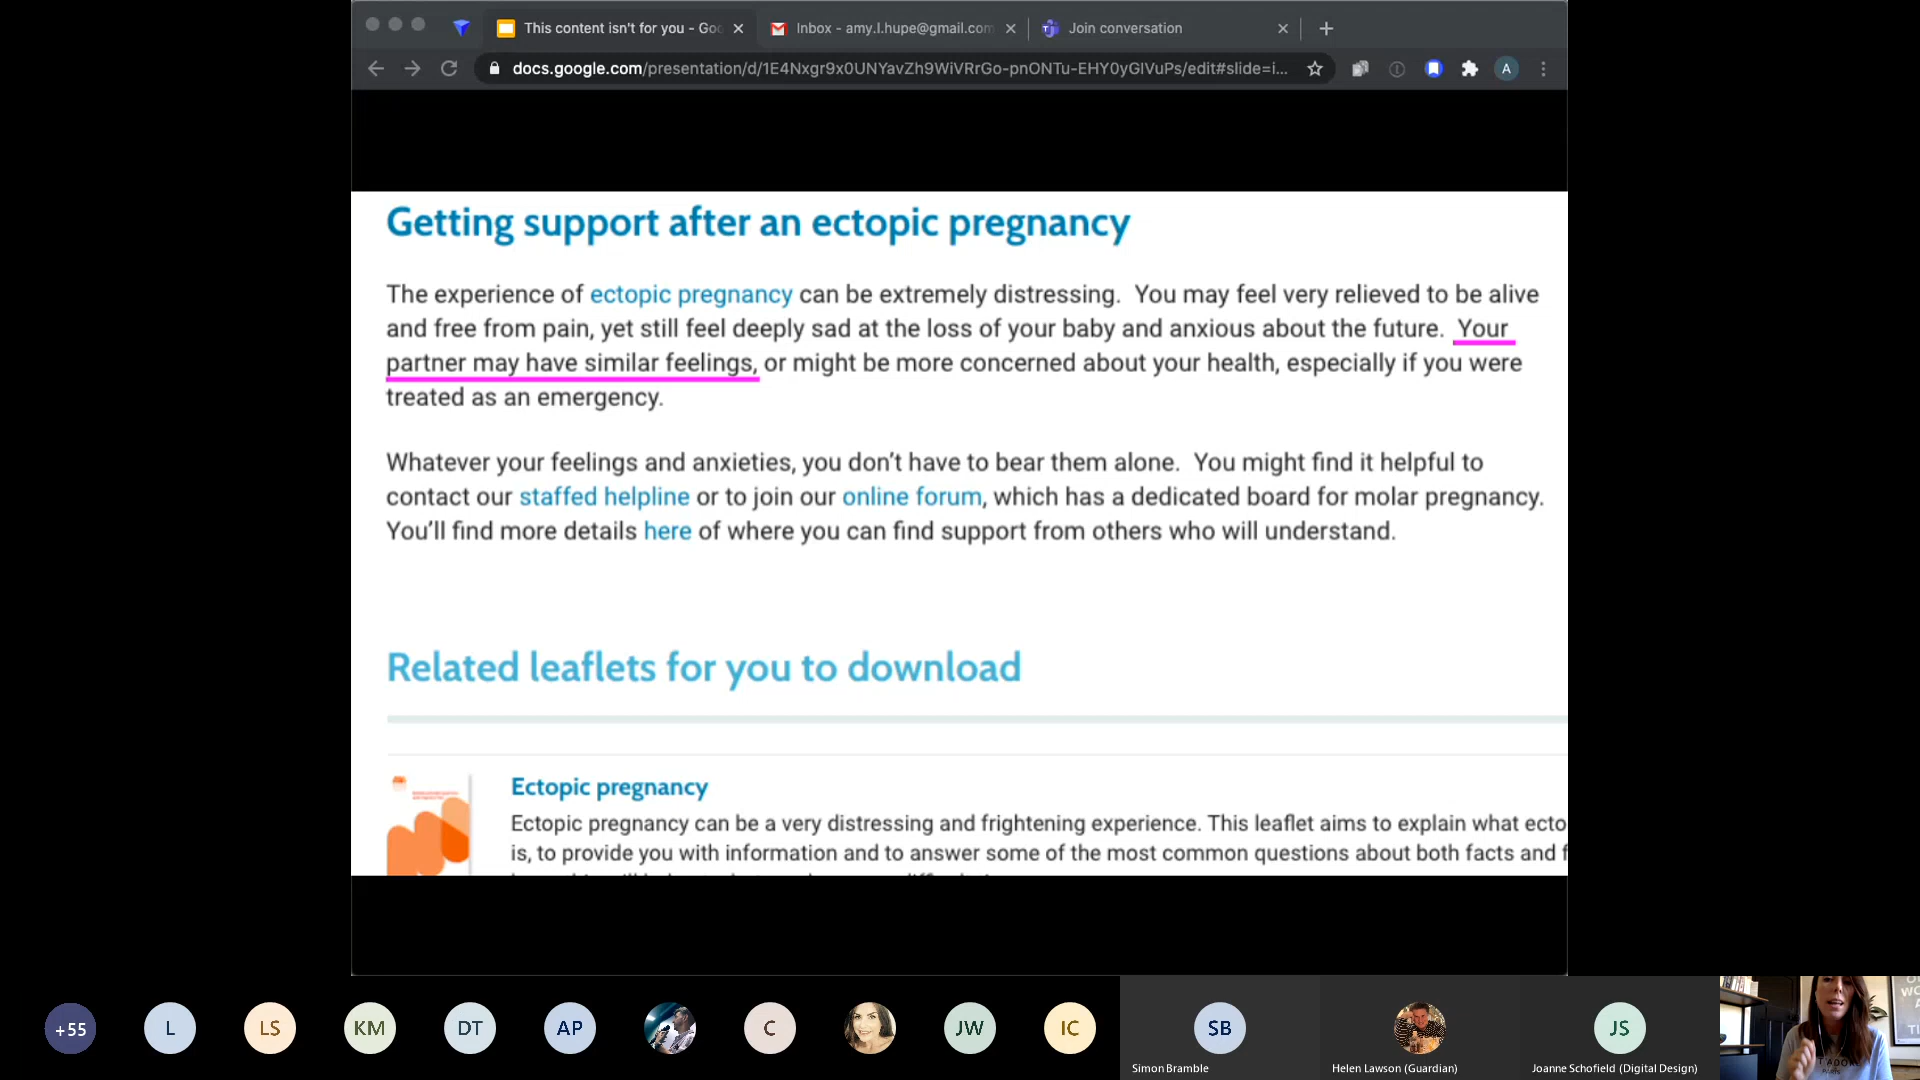 This content isn't for you - Goo
Inbox - amy.l.hupe@gmail.com
Join conversation
docs.google.com/presentation/d/1E4Nxgr9x0UNYavZh9WiVRrGo-pnONTu-EHY0yGlVuPs/edit#slide=i...
A
Getting support after an ectopic pregnancy
The experience of ectopic pregnancy can be extremely distressing. You may feel very relieved to be alive
and free from pain, yet still feel deeply sad at the loss of your baby and anxious about the future. Your
partner may have similar feelings, or might be more concerned about your health, especially if you were
treated as an emergency.
Whatever your feelings and anxieties, you don't have to bear them alone. You might find it helpful to
contact our staffed helpline or to join our online forum, which has a dedicated board for molar pregnancy.
You'll find more details here of where you can find support from others who will understand.
Related leaflets for you to download
Ectopic pregnancy
Ectopic pregnancy can be a very distressing and frightening experience. This leaflet aims to explain what ecto
is, to provide you with information and to answer some of the most common questions about both facts and f
+55
L
LS
KM
DT
AP
C
JW
IC
SB
JS
Simon Bramble
Helen Lawson (Guardian)
Joanne Schofield (Digital Design)